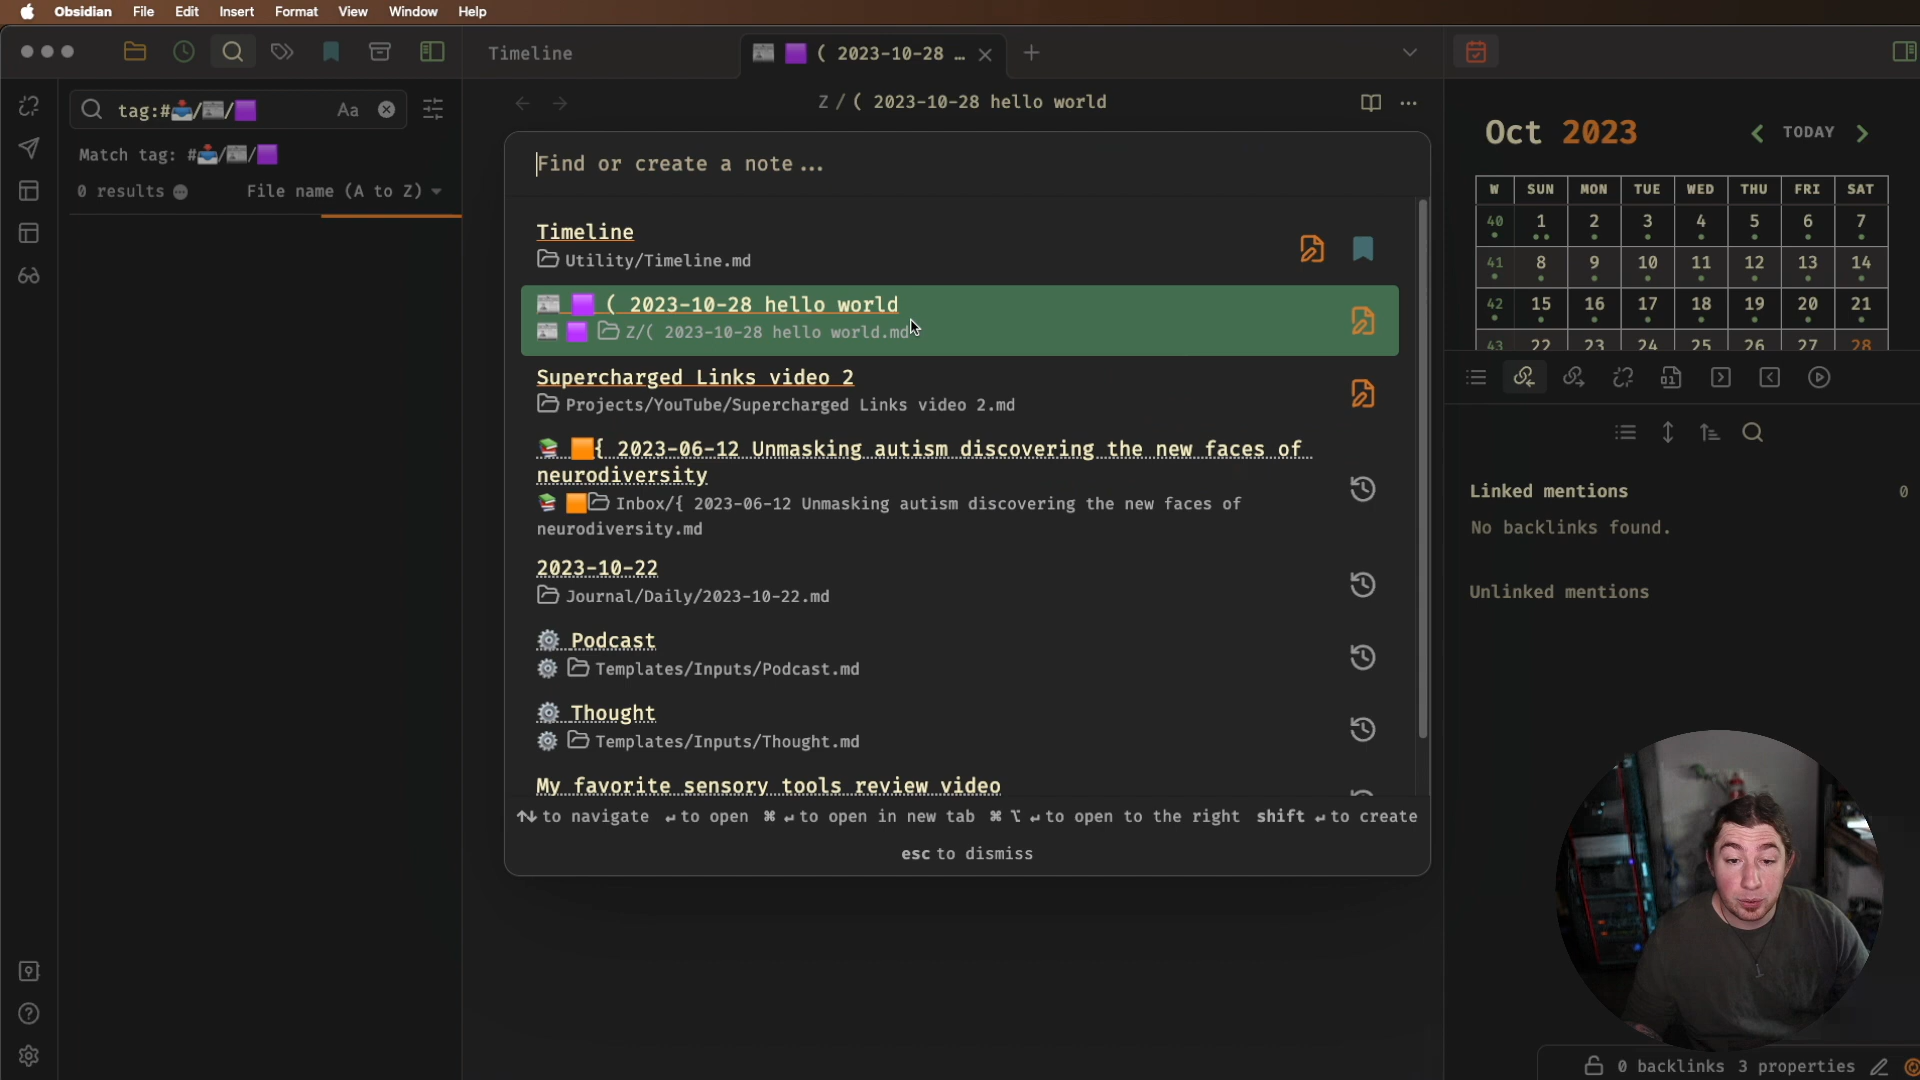 Obsidian File Edit Insert Format View Window Help
Timeline
📰 🟪 ( 2023-10-28 …
tag:#📥/📰/🟪 Aa
Match tag: #📥/📰/🟪
0 results File name (A to Z)
Z / ( 2023-10-28 hello world
Find or create a note...
Timeline
Utility/Timeline.md
📰 🟪 ( 2023-10-28 hello world
📰 🟪 Z/( 2023-10-28 hello world.md
Supercharged Links video 2
Projects/YouTube/Supercharged Links video 2.md
📚 🟧{ 2023-06-12 Unmasking autism discovering the new faces of
neurodiversity
📚 🟧 Inbox/{ 2023-06-12 Unmasking autism discovering the new faces of
neurodiversity.md
2023-10-22
Journal/Daily/2023-10-22.md
⚙️ Podcast
⚙️ Templates/Inputs/Podcast.md
⚙️ Thought
⚙️ Templates/Inputs/Thought.md
My favorite sensory tools review video
↑↓ to navigate ↵ to open ⌘ ↵ to open in new tab ⌘ ⌥ ↵ to open to the right shift ↵ to create
esc to dismiss
Oct 2023 < TODAY >
W SUN MON TUE WED THU FRI SAT
40 1 2 3 4 5 6 7
41 8 9 10 11 12 13 14
42 15 16 17 18 19 20 21
43 22 23 24 25 26 27 28
Linked mentions 0
No backlinks found.
Unlinked mentions
0 backlinks 3 properties